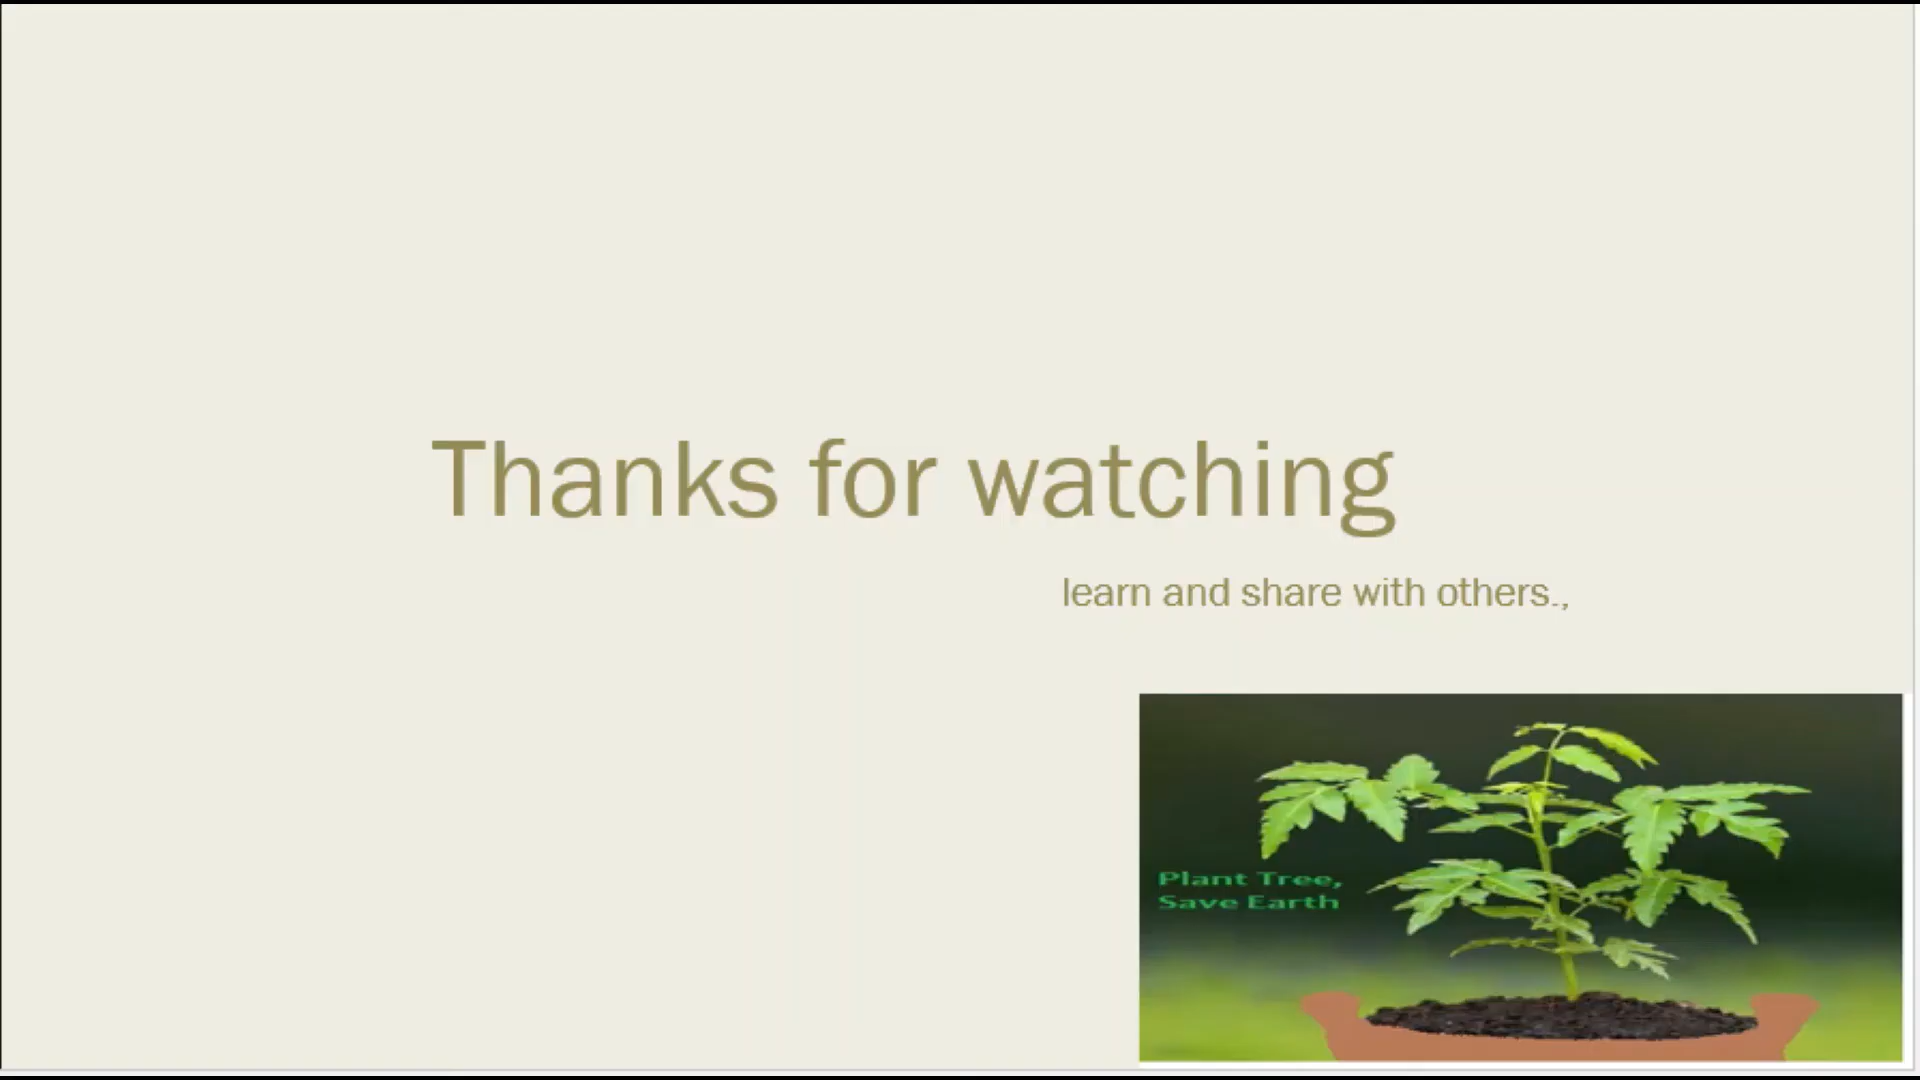 Thanks for watching
learn and share with others.,
Plant Tree,
Save Earth